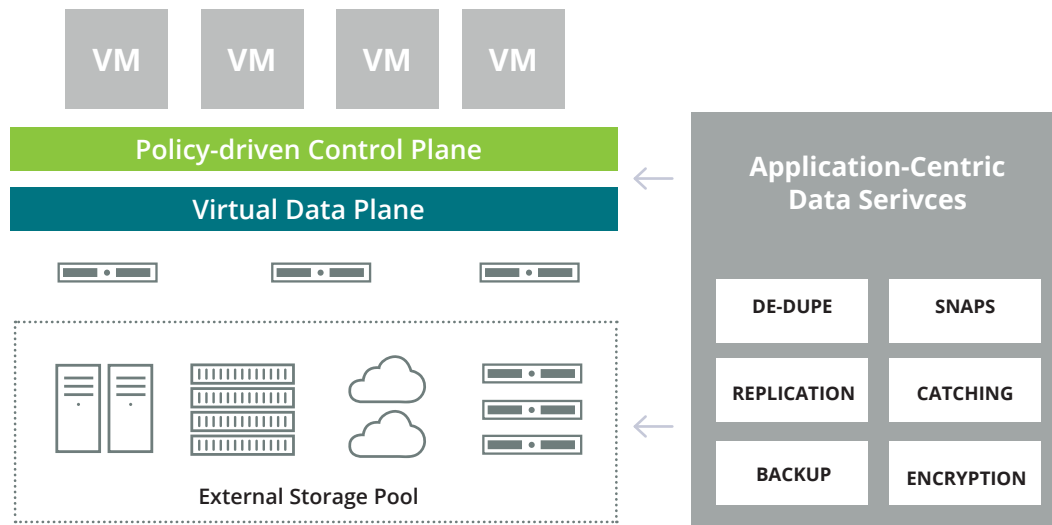 VM
VM
VM
VM
Policy-driven Control Plane
Virtual Data Plane
External Storage Pool
Application-Centric
Data Serivces
DE-DUPE
SNAPS
REPLICATION
CATCHING
BACKUP
ENCRYPTION